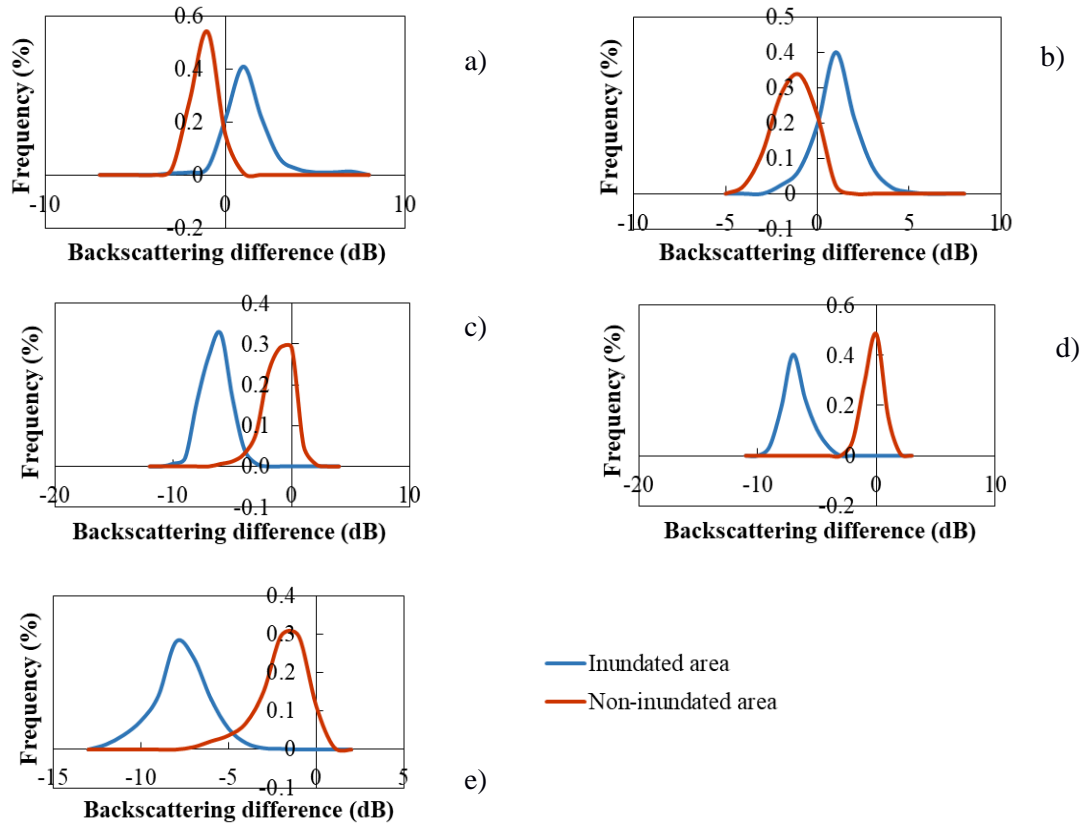 0.6
0.4
0.2
0
-0.2
-10
0
10
Frequency (%)
Backscattering difference (dB)
a)
0.5
0.4
0.3
0.2
0.1
0
-0.1
-10
-5
0
5
10
Frequency (%)
Backscattering difference (dB)
b)
0.4
0.3
0.2
0.1
0.0
-0.1
-20
-10
0
10
Frequency (%)
Backscattering difference (dB)
c)
0.6
0.4
0.2
0
-0.2
-20
-10
0
10
Frequency (%)
Backscattering difference (dB)
d)
0.4
0.3
0.2
0.1
0
-0.1
-15
-10
-5
0
5
Frequency (%)
Backscattering difference (dB)
e)
Inundated area
Non-inundated area